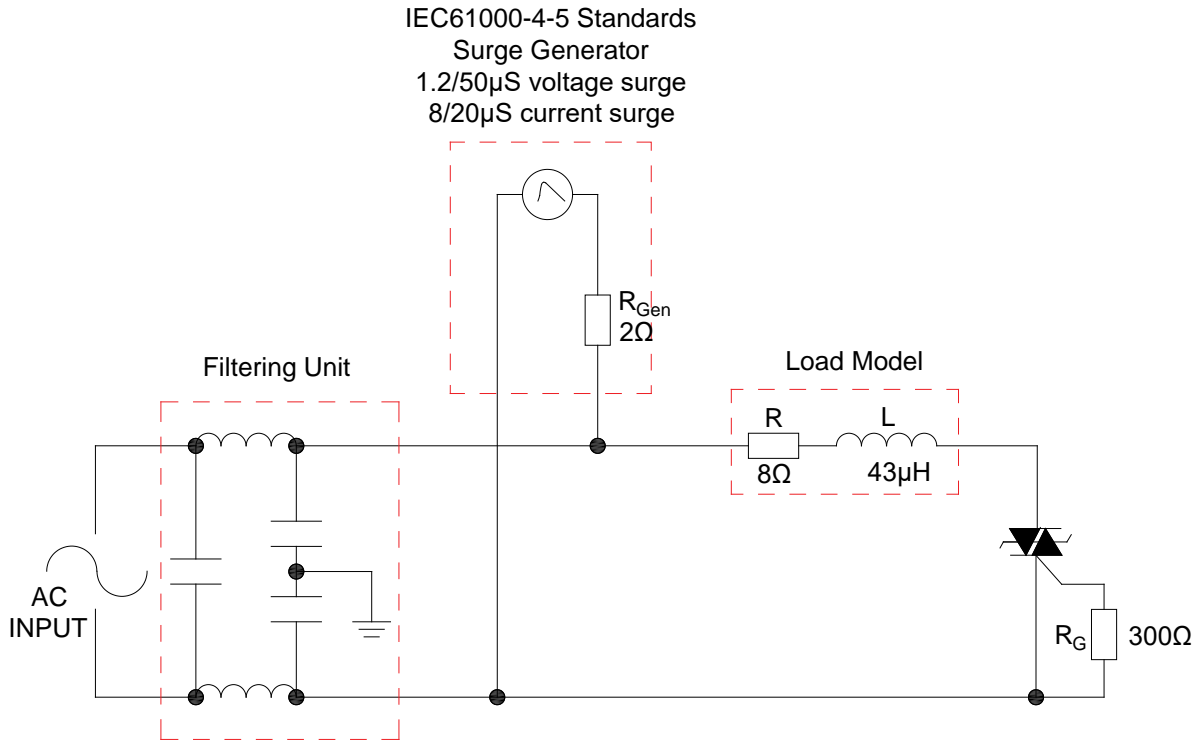 IEC61000-4-5 Standards
Surge Generator
1.2/50μS voltage surge
8/20μS current surge
RGen
2Ω
Filtering Unit
Load Model
R
L
8Ω
43μH
AC
INPUT
RG
300Ω